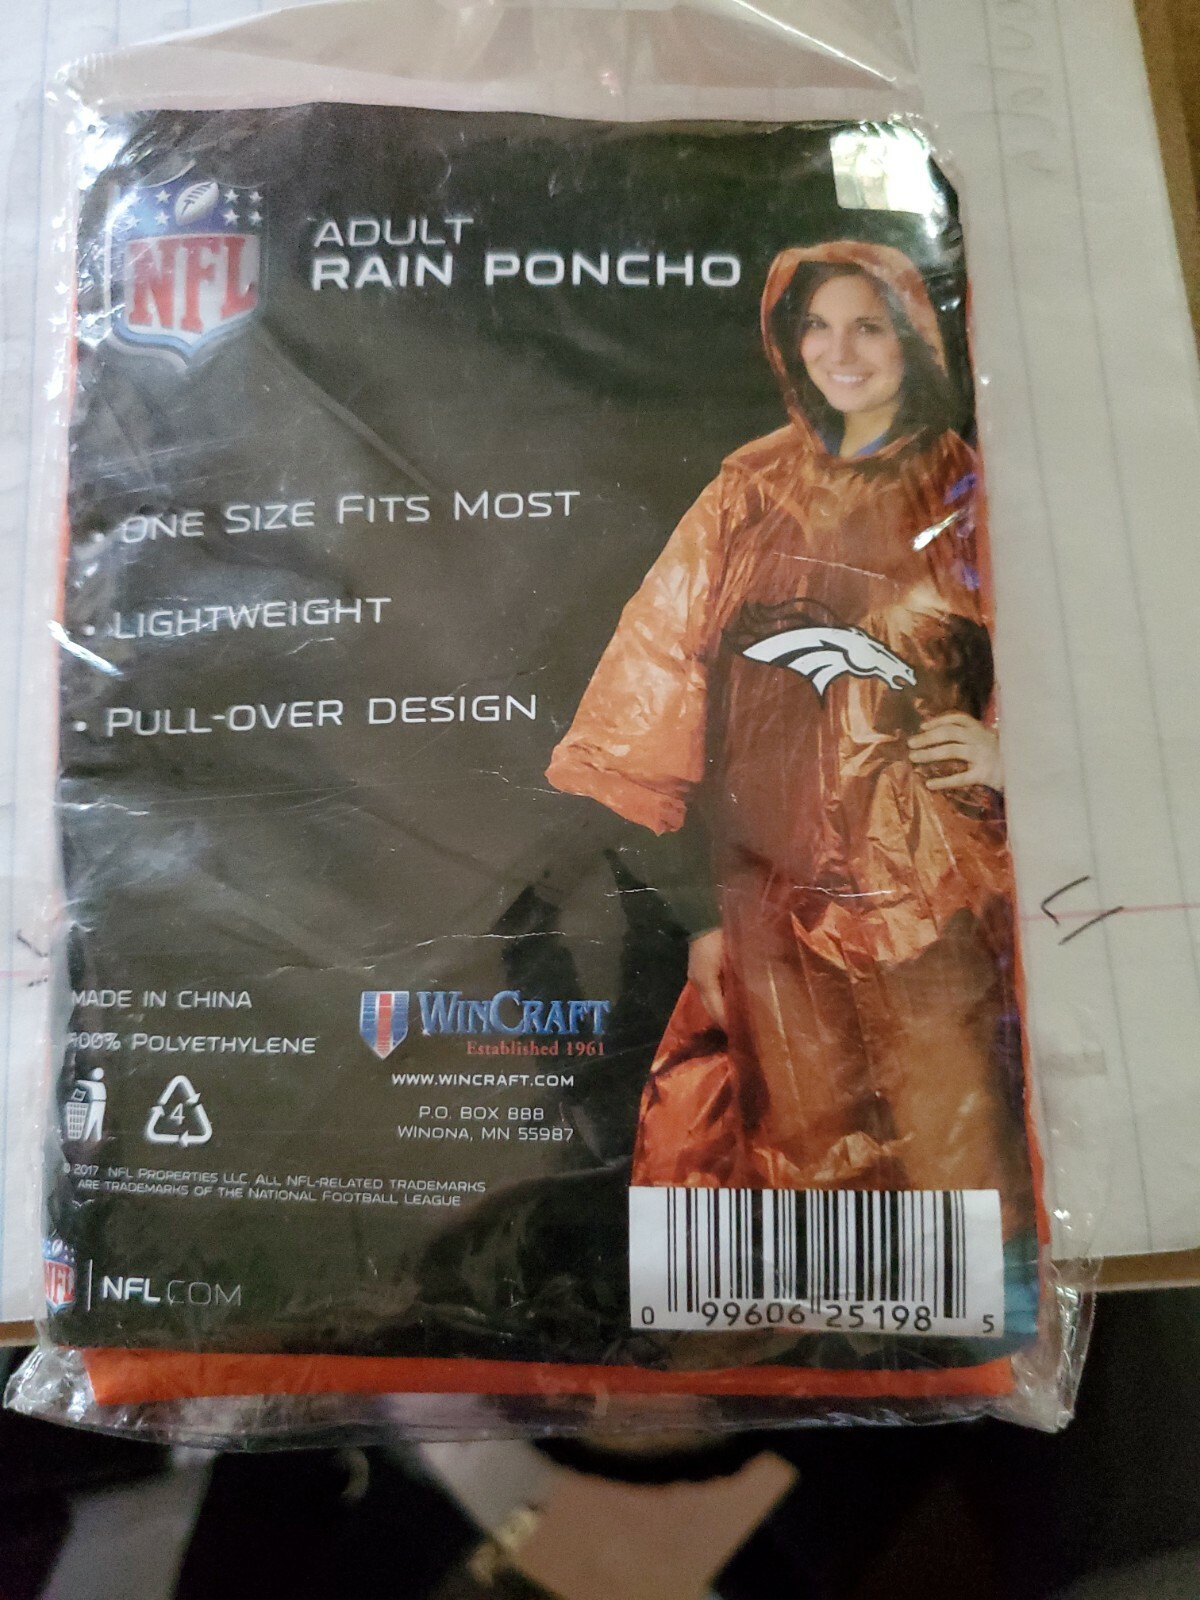 NFL
ADULT
RAIN PONCHO
• ONE SIZE FITS MOST
• LIGHTWEIGHT
• PULL-OVER DESIGN
MADE IN CHINA
100% POLYETHYLENE
4
WINCRAFT
Established 1961
WWW.WINCRAFT.COM
P.O. BOX 888
WINONA, MN 55987
© 2017 NFL PROPERTIES LLC. ALL NFL-RELATED TRADEMARKS
ARE TRADEMARKS OF THE NATIONAL FOOTBALL LEAGUE
NFL | NFL.COM
0 99606 25198 5